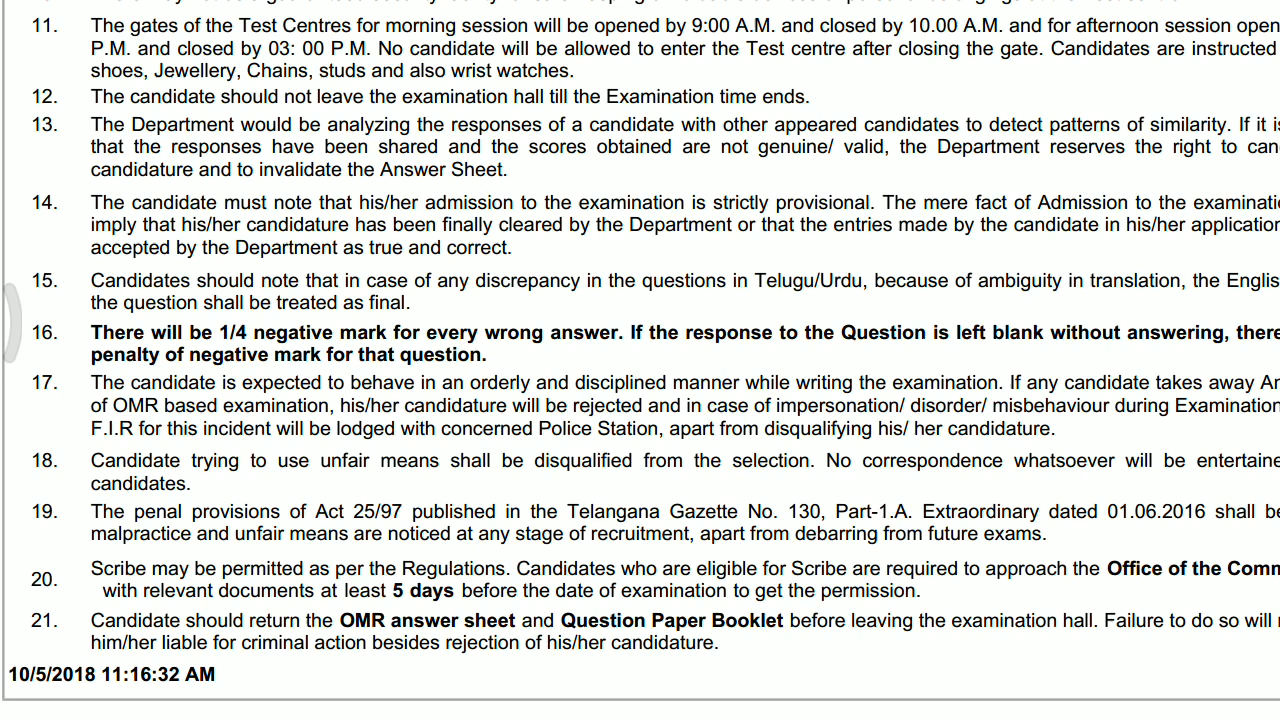 11. The gates of the Test Centres for morning session will be opened by 9:00 A.M. and closed by 10.00 A.M. and for afternoon session open
P.M. and closed by 03: 00 P.M. No candidate will be allowed to enter the Test centre after closing the gate. Candidates are instructed
shoes, Jewellery, Chains, studs and also wrist watches.
12. The candidate should not leave the examination hall till the Examination time ends.
13. The Department would be analyzing the responses of a candidate with other appeared candidates to detect patterns of similarity. If it is
that the responses have been shared and the scores obtained are not genuine/ valid, the Department reserves the right to can
candidature and to invalidate the Answer Sheet.
14. The candidate must note that his/her admission to the examination is strictly provisional. The mere fact of Admission to the examinatio
imply that his/her candidature has been finally cleared by the Department or that the entries made by the candidate in his/her application
accepted by the Department as true and correct.
15. Candidates should note that in case of any discrepancy in the questions in Telugu/Urdu, because of ambiguity in translation, the Englis
the question shall be treated as final.
16. There will be 1/4 negative mark for every wrong answer. If the response to the Question is left blank without answering, there
penalty of negative mark for that question.
17. The candidate is expected to behave in an orderly and disciplined manner while writing the examination. If any candidate takes away An
of OMR based examination, his/her candidature will be rejected and in case of impersonation/ disorder/ misbehaviour during Examination
F.I.R for this incident will be lodged with concerned Police Station, apart from disqualifying his/ her candidature.
18. Candidate trying to use unfair means shall be disqualified from the selection. No correspondence whatsoever will be entertaine
candidates.
19. The penal provisions of Act 25/97 published in the Telangana Gazette No. 130, Part-1.A. Extraordinary dated 01.06.2016 shall be
malpractice and unfair means are noticed at any stage of recruitment, apart from debarring from future exams.
20. Scribe may be permitted as per the Regulations. Candidates who are eligible for Scribe are required to approach the Office of the Comm
with relevant documents at least 5 days before the date of examination to get the permission.
21. Candidate should return the OMR answer sheet and Question Paper Booklet before leaving the examination hall. Failure to do so will
him/her liable for criminal action besides rejection of his/her candidature.
10/5/2018 11:16:32 AM